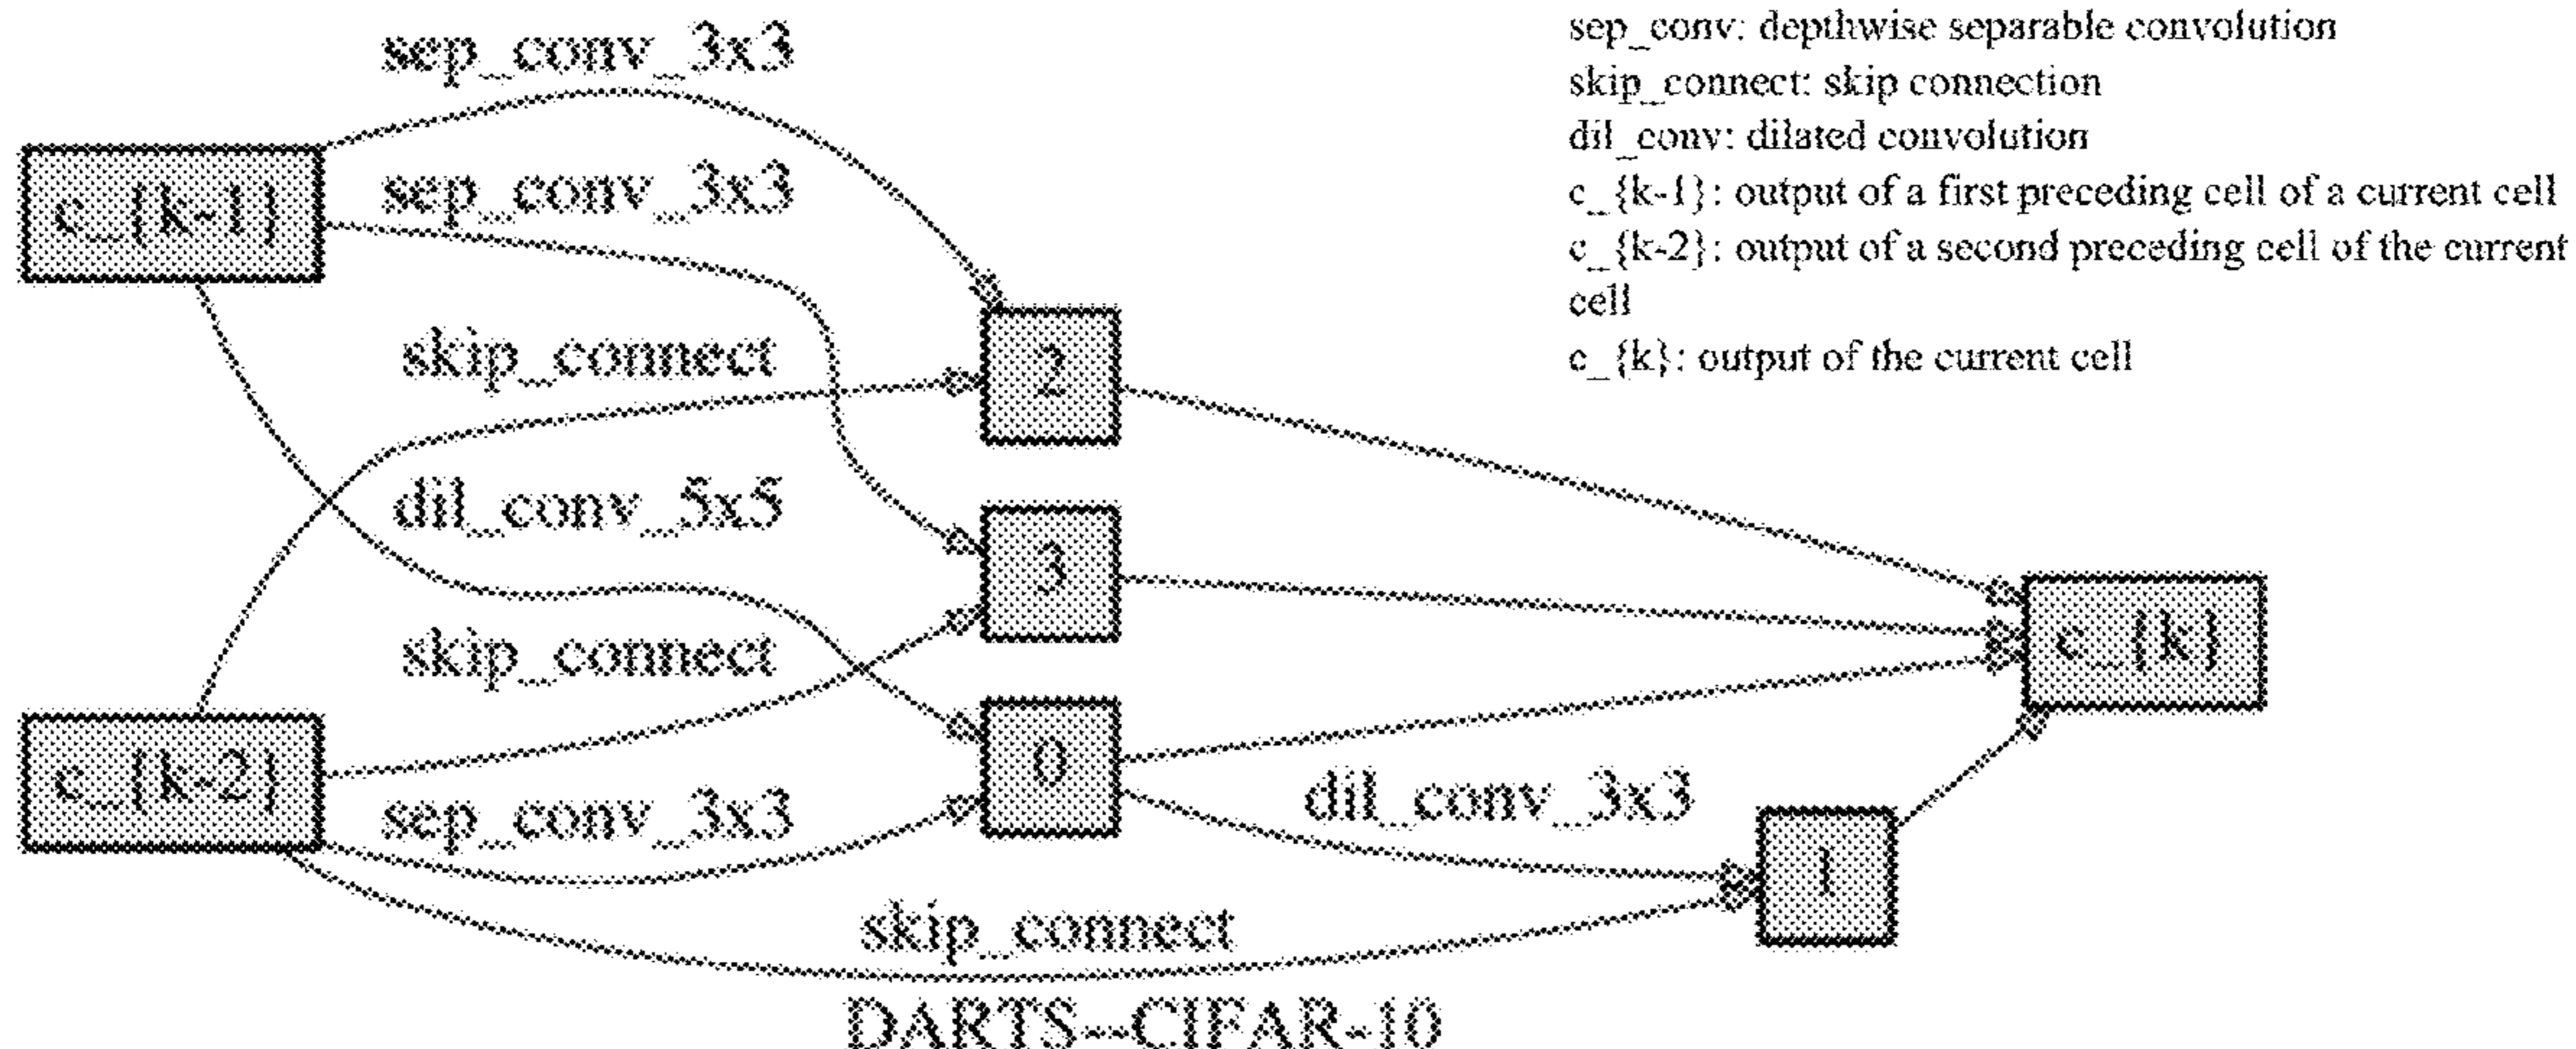 sep_conv: depthwise separable convolution
skip_connect: skip connection
dil_conv: dilated convolution
c_{k-1}: output of a first preceding cell of a current cell
c_{k-2}: output of a second preceding cell of the current
cell
c_{k}: output of the current cell
sep_conv_3x3
c_{k-1}
sep_conv_3x3
skip_connect
2
dil_conv_5x5
3
skip_connect
c_{k}
c_{k-2}
0
sep_conv_3x3
dil_conv_3x3
1
skip_connect
DARTS--CIFAR-10